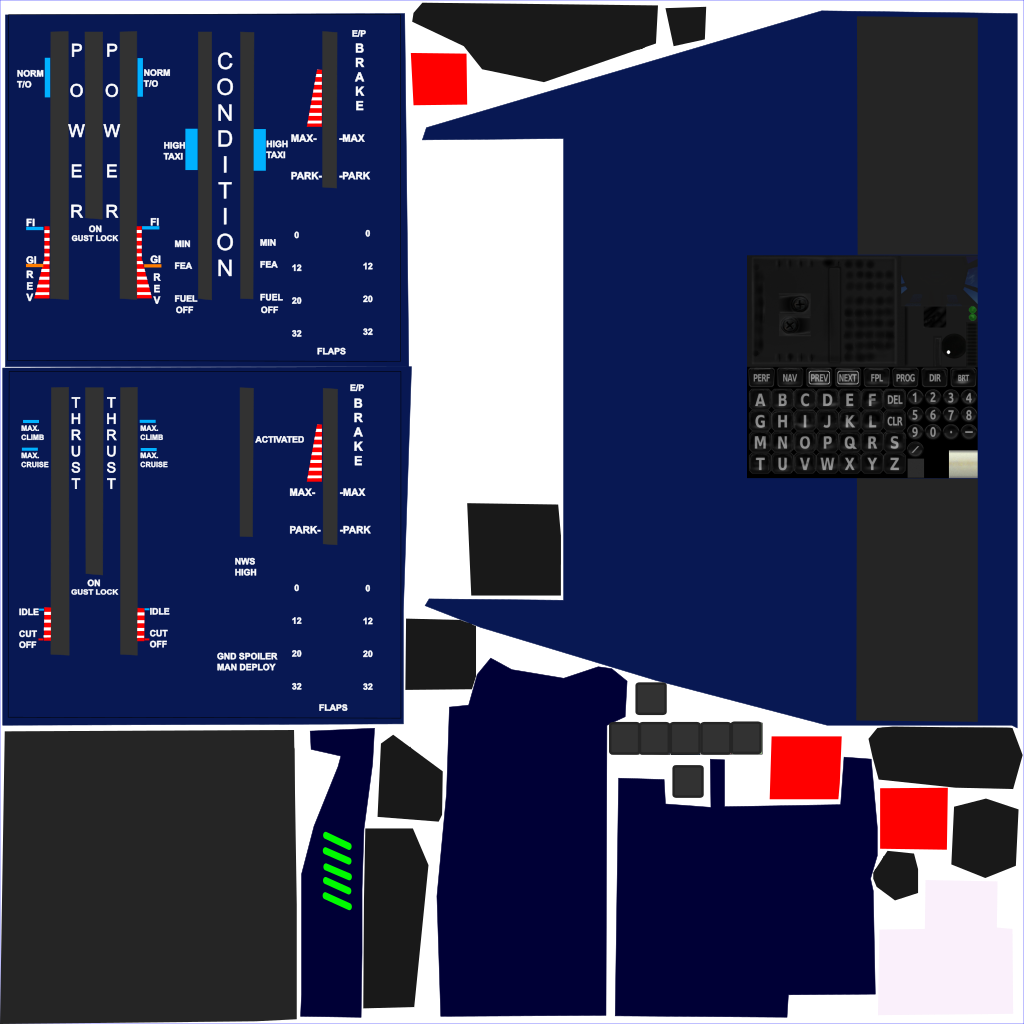 POWER
POWER
NORM
T/O
NORM
T/O
CONDITION
E/P
BRAKE
HIGH
TAXI
HIGH
TAXI
MAX-
-MAX
PARK-
-PARK
FI
FI
ON
GUST LOCK
GI
GI
REV
REV
MIN
MIN
FEA
FEA
FUEL
OFF
FUEL
OFF
0
0
12
12
20
20
32
32
FLAPS
THRUST
THRUST
MAX.
CLIMB
MAX.
CLIMB
MAX.
CRUISE
MAX.
CRUISE
ACTIVATED
E/P
BRAKE
MAX-
-MAX
PARK-
-PARK
NWS
HIGH
ON
GUST LOCK
IDLE
IDLE
CUT
OFF
CUT
OFF
GND SPOILER
MAN DEPLOY
0
0
12
12
20
20
32
32
FLAPS
PERF NAV PREV NEXT FPL PROG DIR BRT
A B C D E F DEL 1 2 3 4
G H I J K L CLR 5 6 7 8
M N O P Q R S 9 0 • −
T U V W X Y Z /